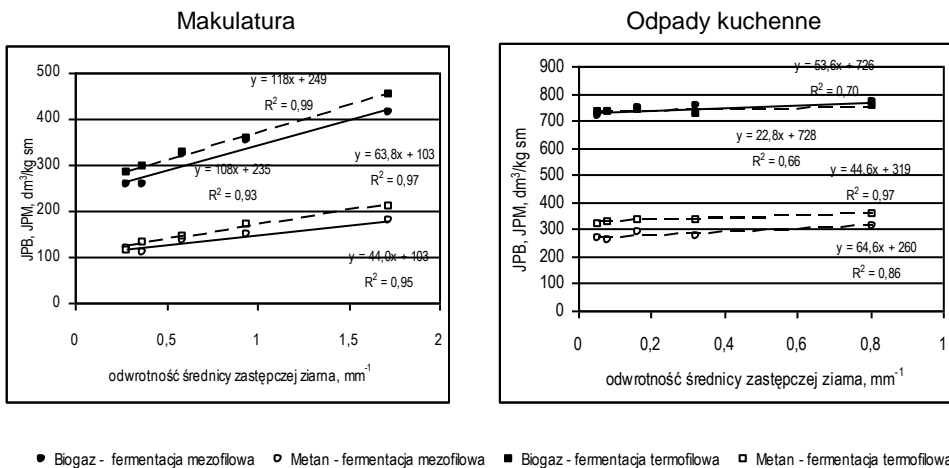 Makulatura
500
400
300
200
100
0
JPB, JPM, dm³/kg sm
y = 118x + 249
R² = 0,99
y = 108x + 235
R² = 0,93
y = 63,8x + 103
R² = 0,97
y = 44,0x + 103
R² = 0,95
0 0,5 1 1,5 2
odwrotność średnicy zastępczej ziarna, mm⁻¹
Odpady kuchenne
900
800
700
600
500
400
300
200
100
0
JPB, JPM, dm³/kg sm
y = 53,6x + 726
R² = 0,70
y = 22,8x + 728
R² = 0,66
y = 44,6x + 319
R² = 0,97
y = 64,6x + 260
R² = 0,86
0 0,2 0,4 0,6 0,8 1
odwrotność średnicy zastępczej ziarna, mm⁻¹
Biogaz - fermentacja mezofilowa Metan - fermentacja mezofilowa Biogaz - fermentacja termofilowa Metan - fermentacja termofilowa